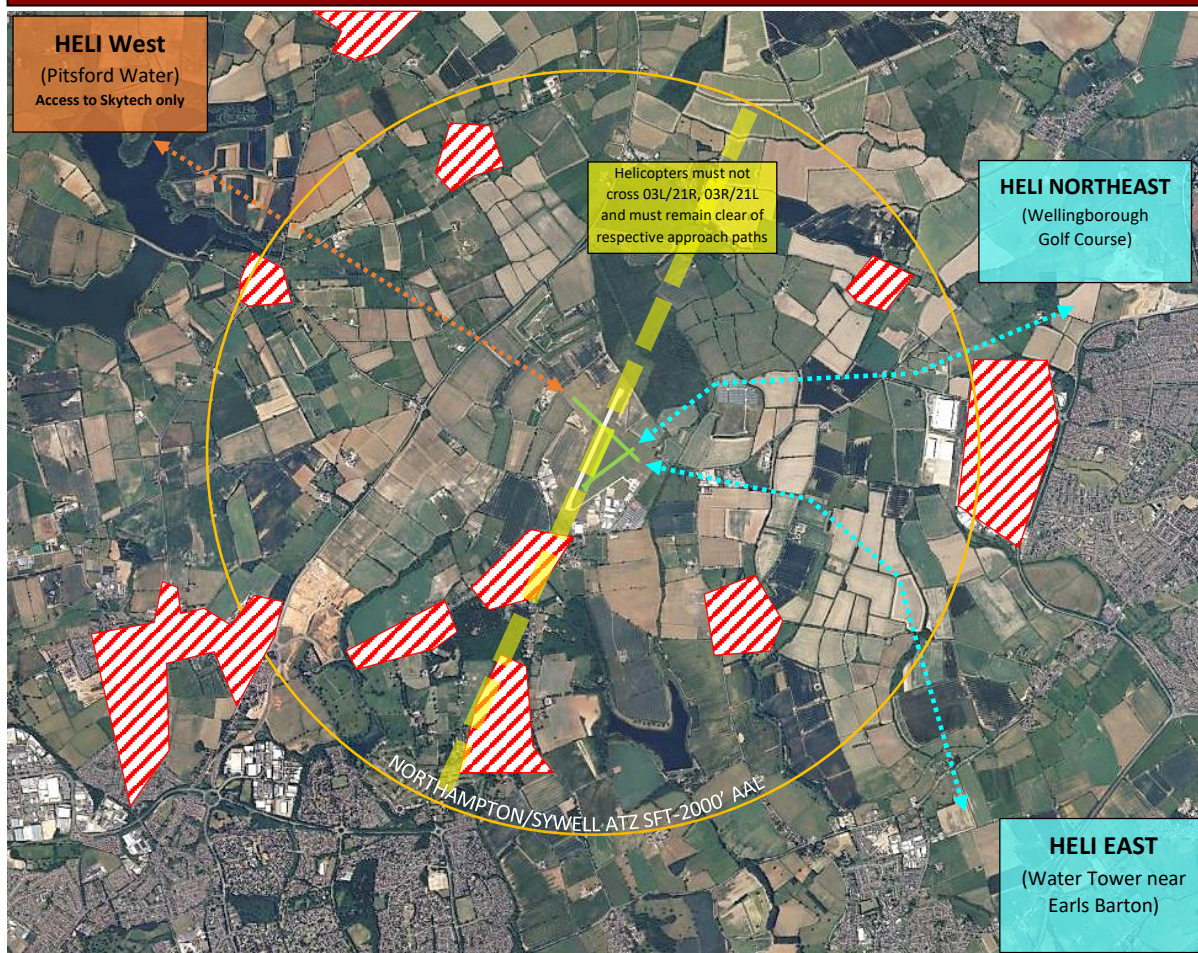 HELI West
(Pitsford Water)
Access to Skytech only
Helicopters must not
cross 03L/21R, 03R/21L
and must remain clear of
respective approach paths
HELI NORTHEAST
(Wellingborough
Golf Course)
NORTHAMPTON/SYWELL ATZ SFT-2000' AAL
HELI EAST
(Water Tower near
Earls Barton)